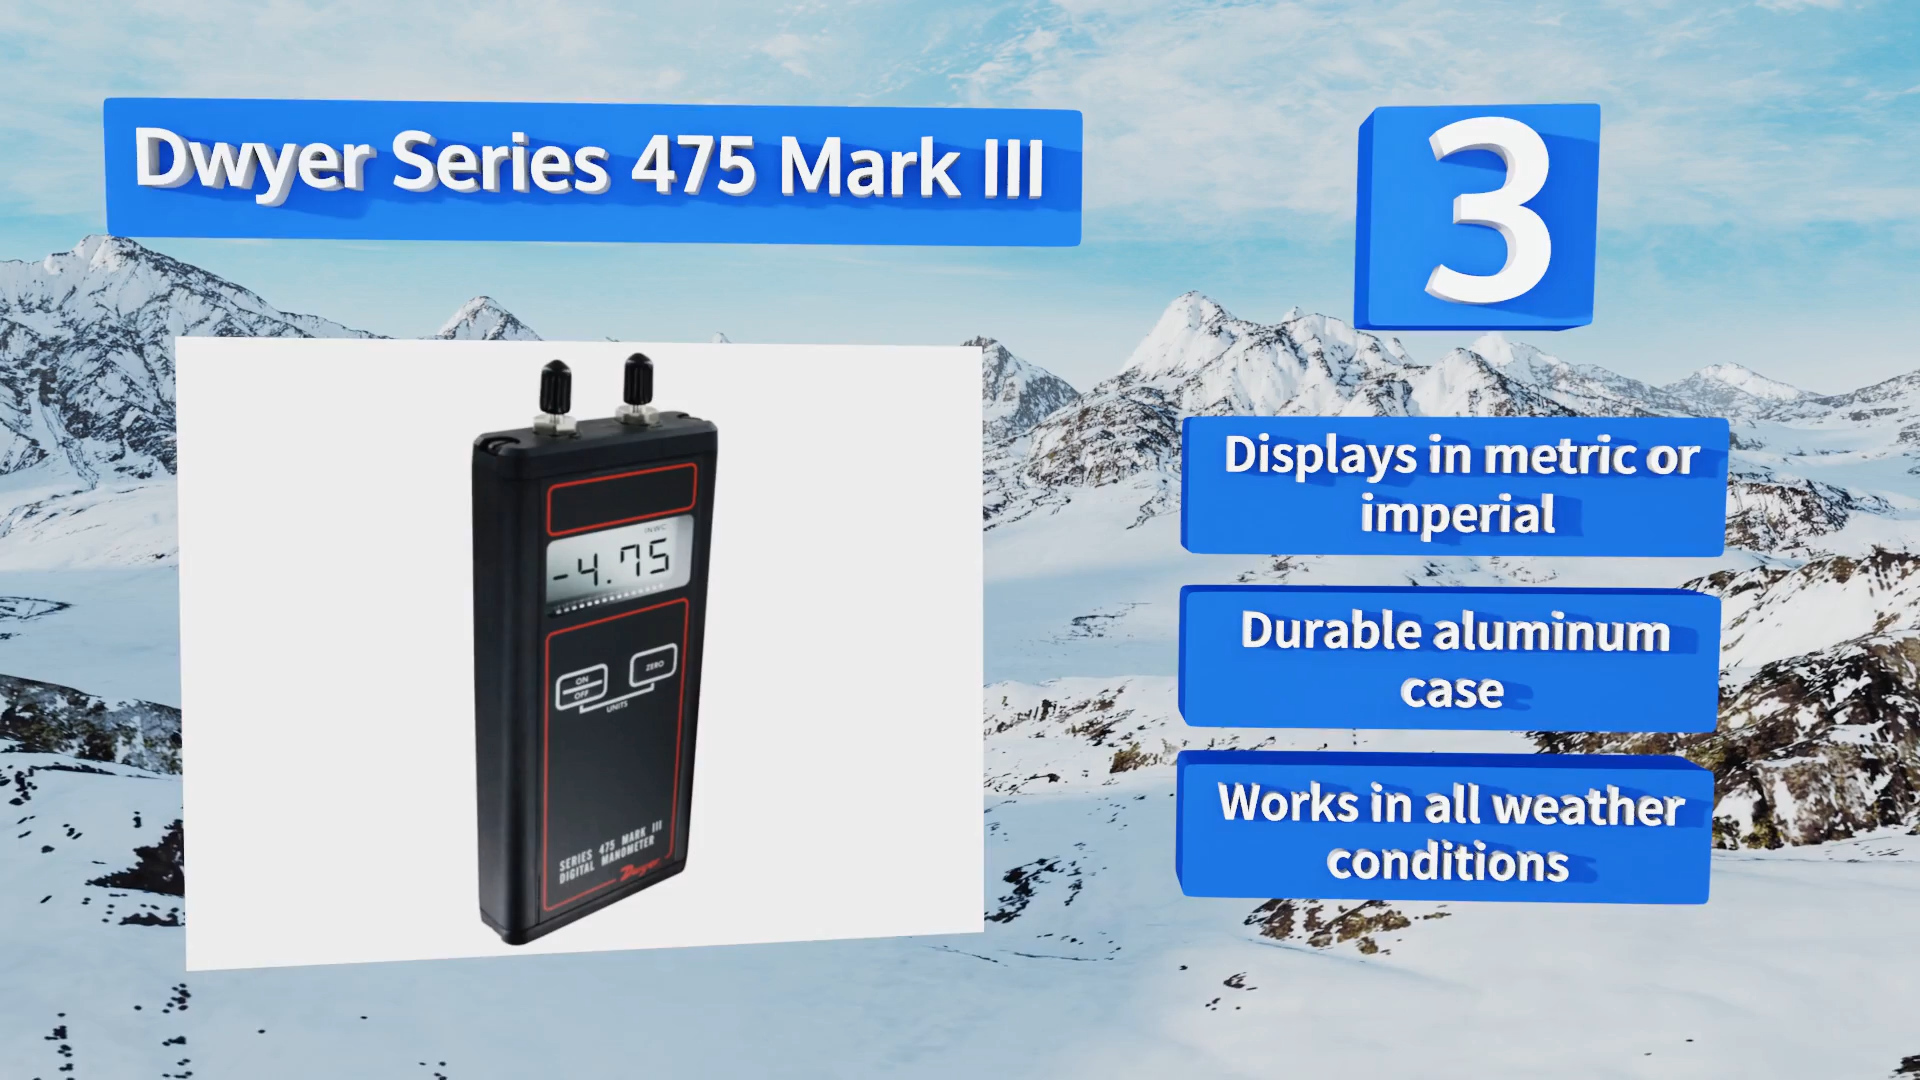 Dwyer Series 475 Mark III
3
Displays in metric or
imperial
Durable aluminum
case
Works in all weather
conditions
IN.W.C.
-4.75
ON
OFF
ZERO
UNITS
SERIES 475 MARK III
DIGITAL MANOMETER
Dwyer